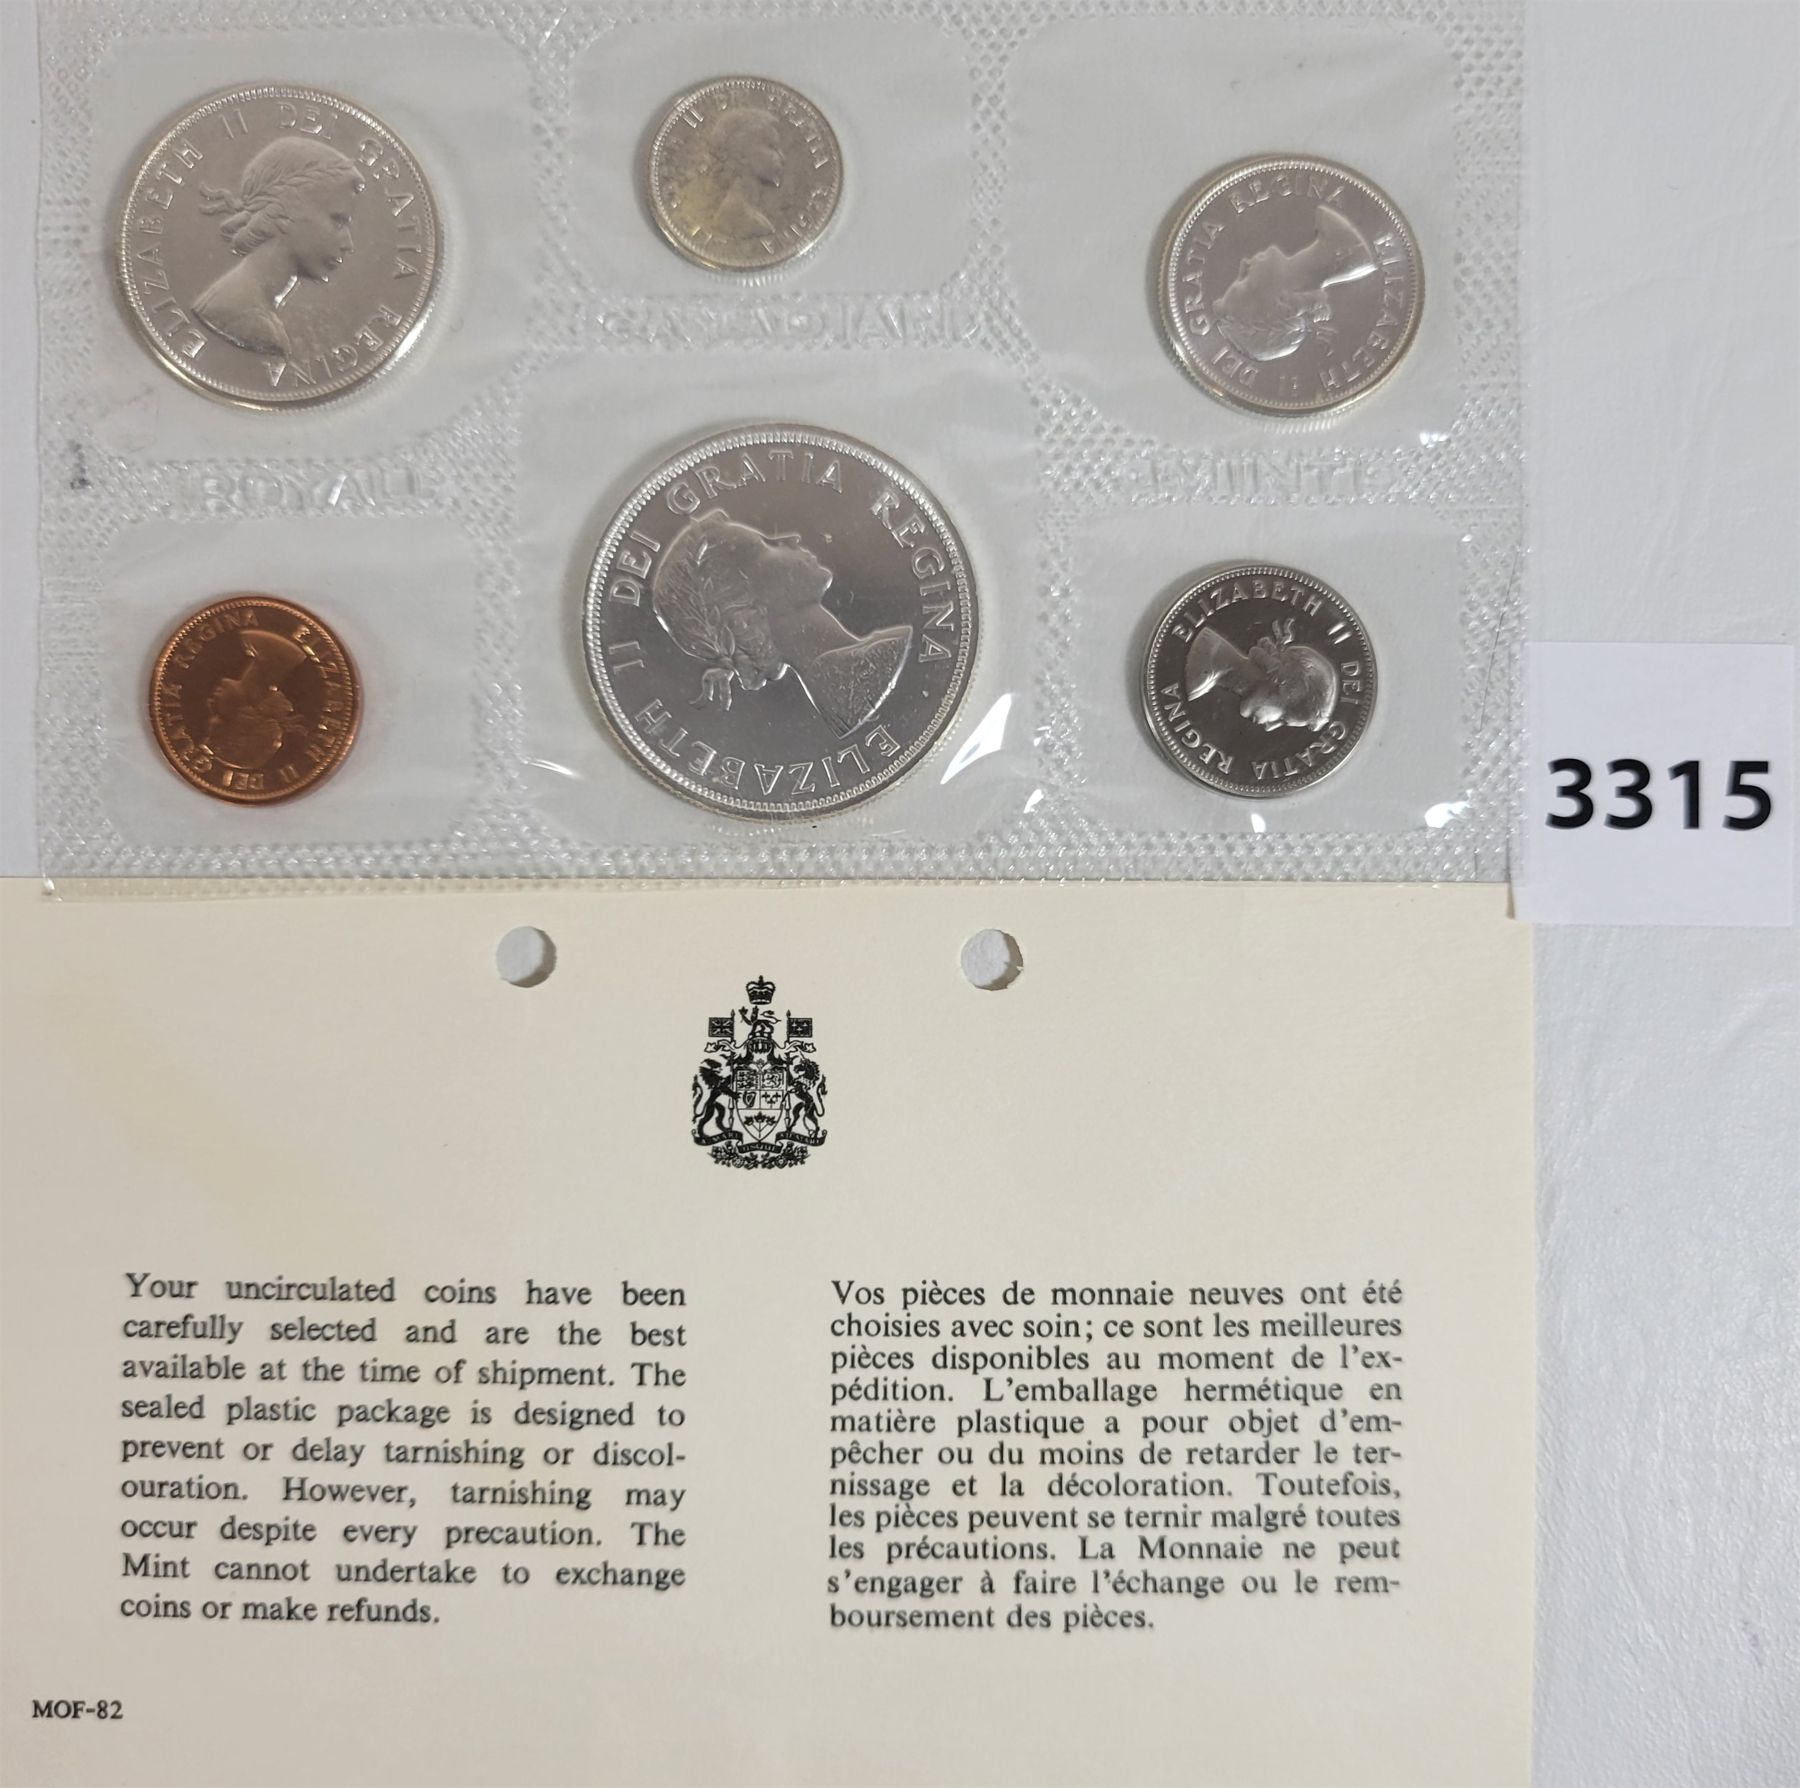 ELIZABETH II DEI GRATIA REGINA
ELIZABETH II DEI GRATIA REGINA
CANADIAN
ELIZABETH II DEI GRATIA REGINA
ROYAL
MINT
ELIZABETH II DEI GRATIA REGINA
ELIZABETH II DEI GRATIA REGINA
ELIZABETH II DEI GRATIA REGINA
3315
Your uncirculated coins have been
carefully selected and are the best
available at the time of shipment. The
sealed plastic package is designed to
prevent or delay tarnishing or discol-
ouration. However, tarnishing may
occur despite every precaution. The
Mint cannot undertake to exchange
coins or make refunds.
Vos pièces de monnaie neuves ont été
choisies avec soin; ce sont les meilleures
pièces disponibles au moment de l'ex-
pédition. L'emballage hermétique en
matière plastique a pour objet d'em-
pêcher ou du moins de retarder le ter-
nissage et la décoloration. Toutefois,
les pièces peuvent se ternir malgré toutes
les précautions. La Monnaie ne peut
s'engager à faire l'échange ou le rem-
boursement des pièces.
MOF-82